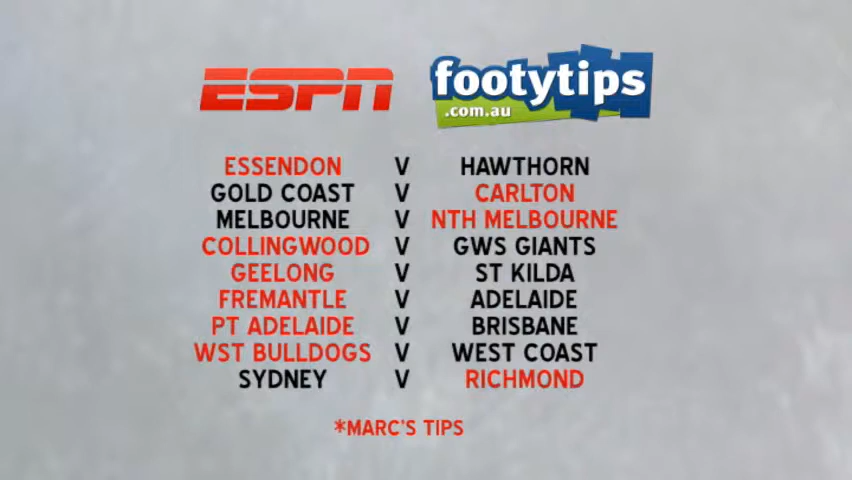 ESPN footytips
.com.au
ESSENDON V HAWTHORN
GOLD COAST V CARLTON
MELBOURNE V NTH MELBOURNE
COLLINGWOOD V GWS GIANTS
GEELONG V ST KILDA
FREMANTLE V ADELAIDE
PT ADELAIDE V BRISBANE
WST BULLDOGS V WEST COAST
SYDNEY V RICHMOND
*MARC'S TIPS